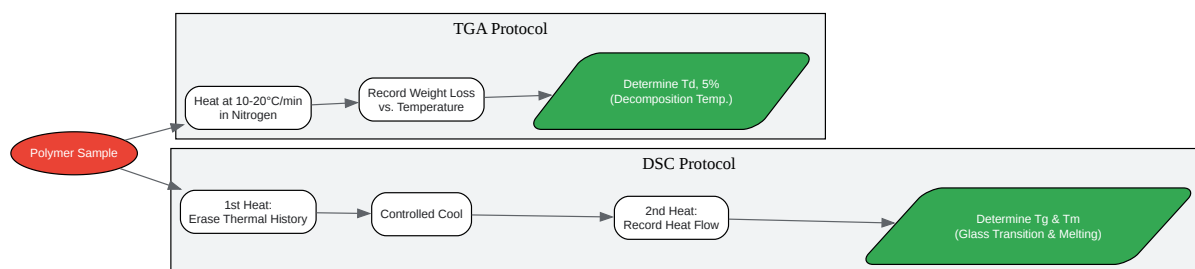 TGA Protocol
Heat at 10-20°C/min
in Nitrogen
Record Weight Loss
vs. Temperature
Determine Td, 5%
(Decomposition Temp.)
Polymer Sample
DSC Protocol
1st Heat:
Erase Thermal History
Controlled Cool
2nd Heat:
Record Heat Flow
Determine Tg & Tm
(Glass Transition & Melting)